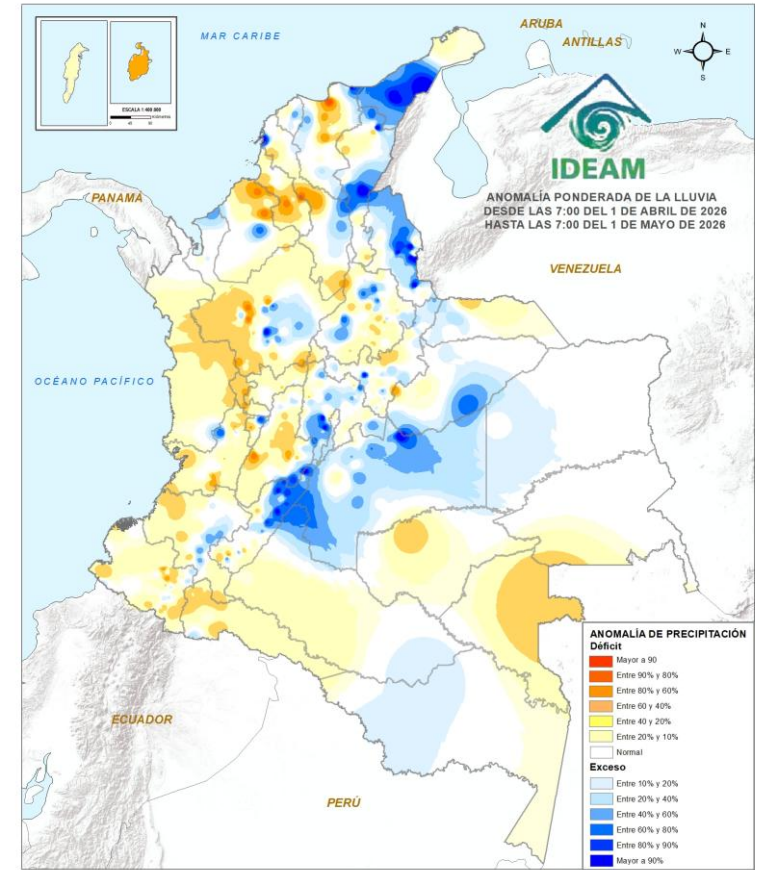 MAR CARIBE
ARUBA
ANTILLAS
N
W
E
S
ESCALA 1:400.000
IDEAM
ANOMALÍA PONDERADA DE LA LLUVIA
DESDE LAS 7:00 DEL 1 DE ABRIL DE 2026
HASTA LAS 7:00 DEL 1 DE MAYO DE 2026
PANAMÁ
VENEZUELA
OCÉANO PACÍFICO
ECUADOR
PERÚ
ANOMALÍA DE PRECIPITACIÓN
Déficit
Mayor a 90
Entre 90% y 80%
Entre 80% y 60%
Entre 60 y 40%
Entre 40 y 20%
Entre 20% y 10%
Normal
Exceso
Entre 10% y 20%
Entre 20% y 40%
Entre 40% y 60%
Entre 60% y 80%
Entre 80% y 90%
Mayor a 90%